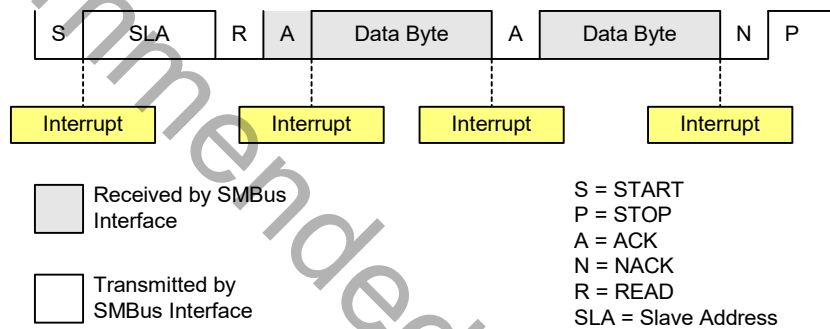 S SLA R A Data Byte A Data Byte N P
Interrupt Interrupt Interrupt Interrupt
Received by SMBus
Interface
Transmitted by
SMBus Interface
S = START
P = STOP
A = ACK
N = NACK
R = READ
SLA = Slave Address